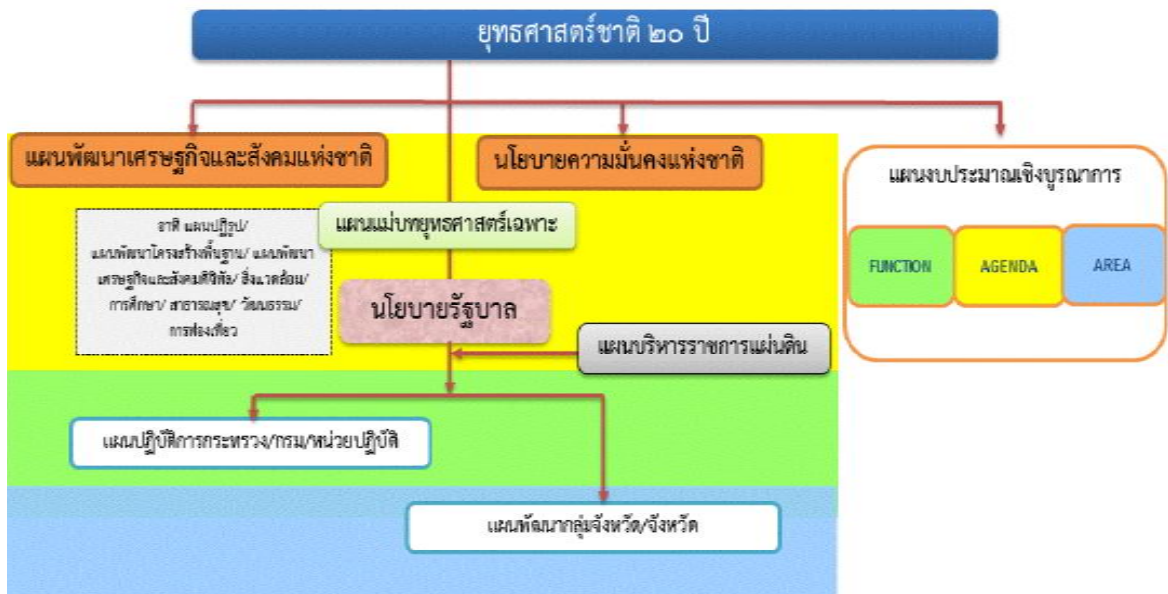 ยุทธศาสตร์ชาติ ๒๐ ปี
แผนพัฒนาเศรษฐกิจและสังคมแห่งชาติ
นโยบายความมั่นคงแห่งชาติ
แผนงบประมาณเชิงบูรณาการ
FUNCTION
AGENDA
AREA
แผนแม่บทยุทธศาสตร์เฉพาะ
อาทิ แผนปฏิรูป/
แผนพัฒนาโครงสร้างพื้นฐาน/ แผนพัฒนา
เศรษฐกิจและสังคมดิจิทัล/ สิ่งแวดล้อม/
การศึกษา/ สาธารณสุข/ วัฒนธรรม/
การท่องเที่ยว
นโยบายรัฐบาล
แผนบริหารราชการแผ่นดิน
แผนปฏิบัติการกระทรวง/กรม/หน่วยปฏิบัติ
แผนพัฒนากลุ่มจังหวัด/จังหวัด